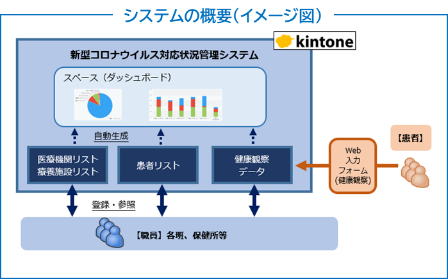 システムの概要(イメージ図)
kintone
新型コロナウイルス対応状況管理システム
スペース(ダッシュボード)
自動生成
医療機関リスト
療養施設リスト
患者リスト
健康観察
データ
Web
入力
フォーム
(健康観察)
【患者】
登録・参照
【職員】各明、保健所等